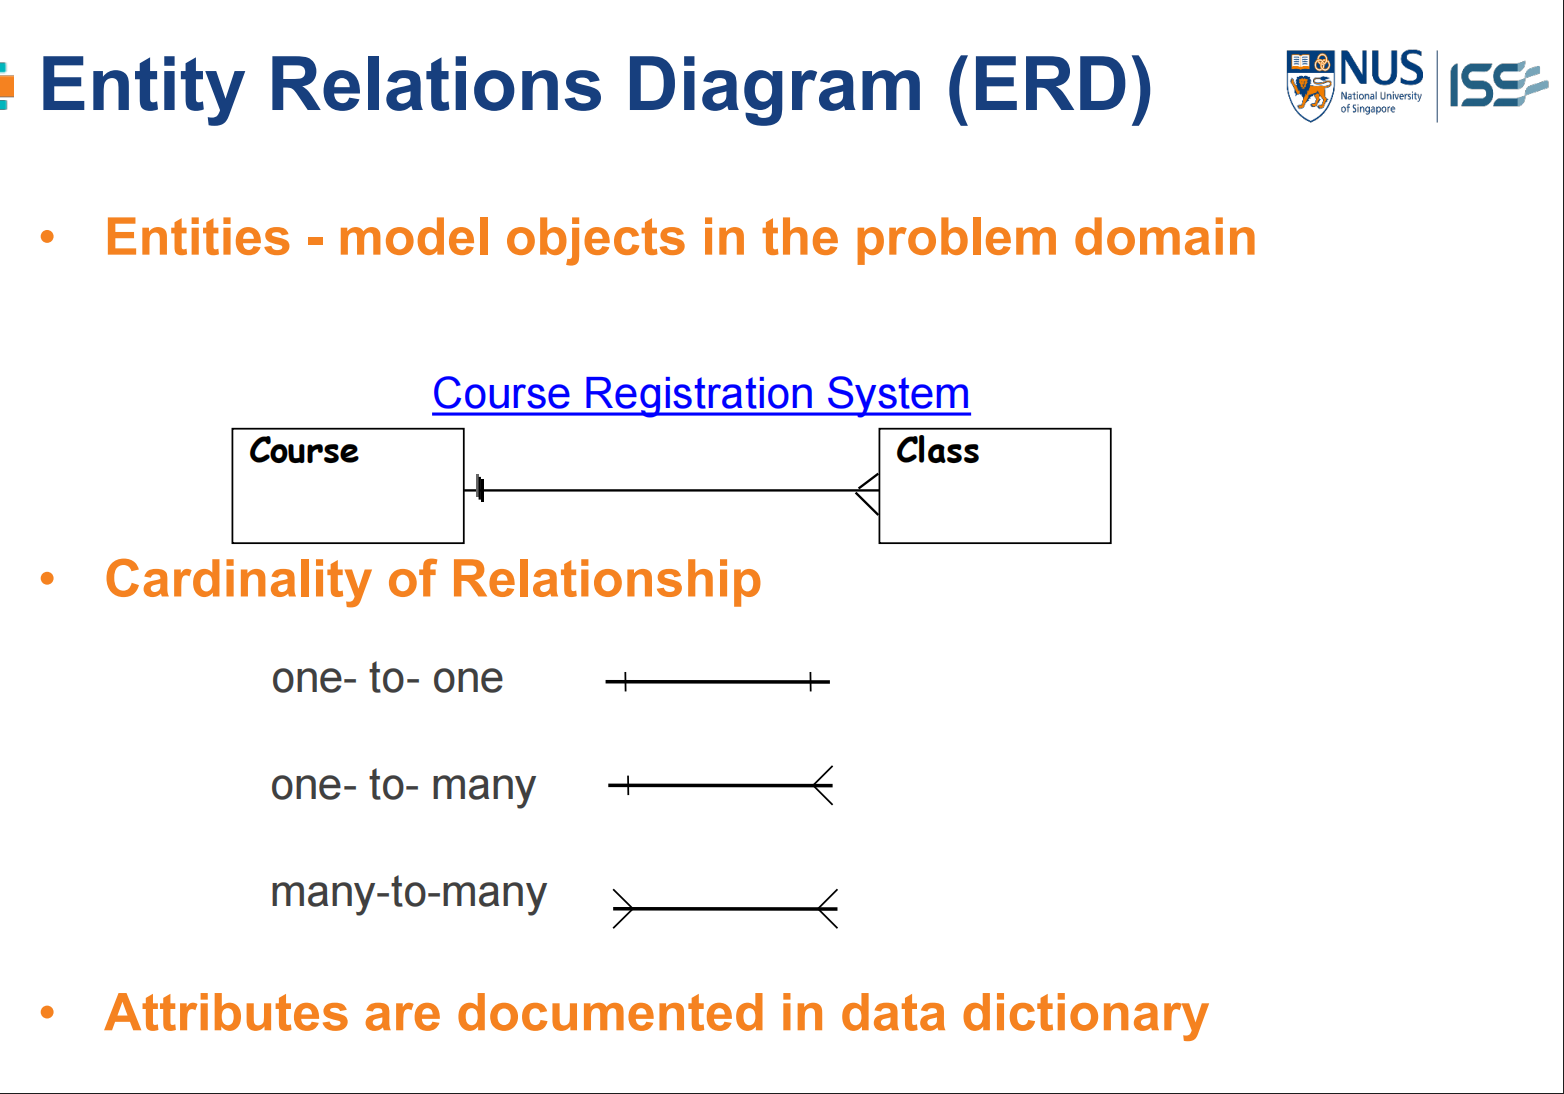 Entity Relations Diagram (ERD)
NUS
National University
of Singapore
ISS
• Entities - model objects in the problem domain
Course Registration System
Course
Class
• Cardinality of Relationship
one- to- one
one- to- many
many-to-many
• Attributes are documented in data dictionary